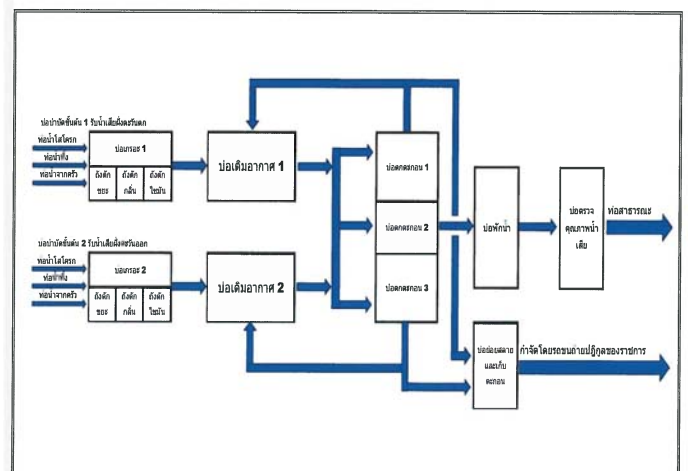 บ่อบำบัดขั้นต้น 1 รับน้ำเสียฝั่งตะวันตก
ท่อน้ำโสโครก
ท่อน้ำทิ้ง
ท่อน้ำจากครัว
บ่อเกรอะ 1
ถังดัก
ขยะ
ถังดัก
กลิ่น
ถังดัก
ไขมัน
บ่อเติมอากาศ 1
บ่อบำบัดขั้นต้น 2 รับน้ำเสียฝั่งตะวันออก
ท่อน้ำโสโครก
ท่อน้ำทิ้ง
ท่อน้ำจากครัว
บ่อเกรอะ 2
ถังดัก
ขยะ
ถังดัก
กลิ่น
ถังดัก
ไขมัน
บ่อเติมอากาศ 2
บ่อตกตะกอน 1
บ่อตกตะกอน 2
บ่อตกตะกอน 3
บ่อพักน้ำ
บ่อตรวจ
คุณภาพน้ำ
เสีย
ท่อสาธารณะ
บ่อย่อยสลาย
และเก็บ
ตะกอน
กำจัดโดยรถขนถ่ายปฏิกูลของราชการ